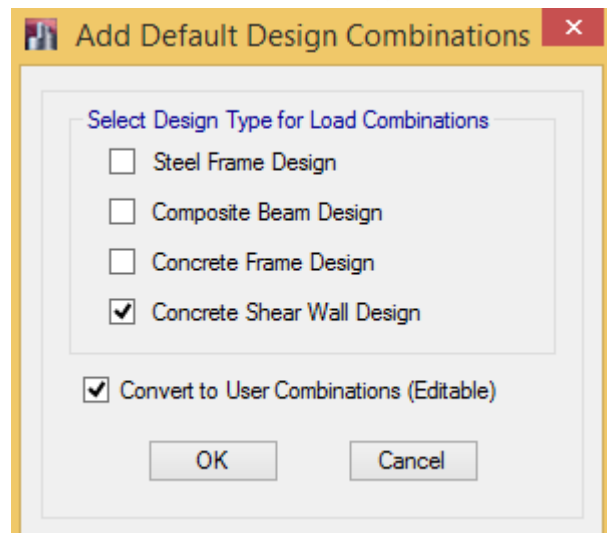 Add Default Design Combinations
Select Design Type for Load Combinations
Steel Frame Design
Composite Beam Design
Concrete Frame Design
Concrete Shear Wall Design
Convert to User Combinations (Editable)
OK Cancel